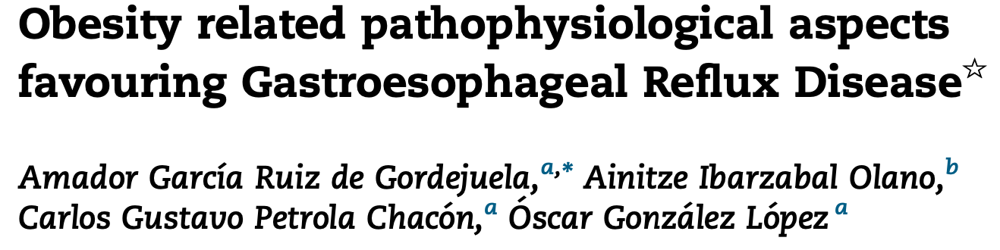 Obesity related pathophysiological aspects
favouring Gastroesophageal Reflux Disease☆
Amador García Ruiz de Gordejuela,a,* Ainitze Ibarzabal Olano,b
Carlos Gustavo Petrola Chacón,a Óscar González López a